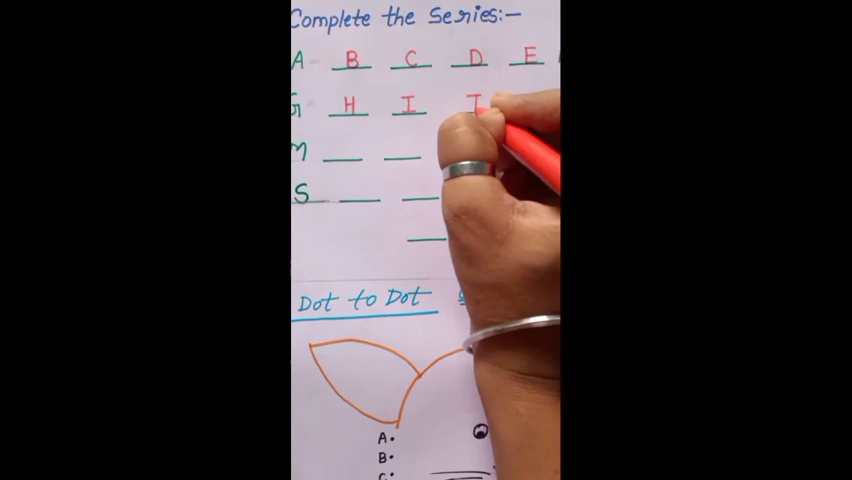 Complete the Series:-
A B C D E
G H I
M
S
Dot to Dot
A.
B.
C.